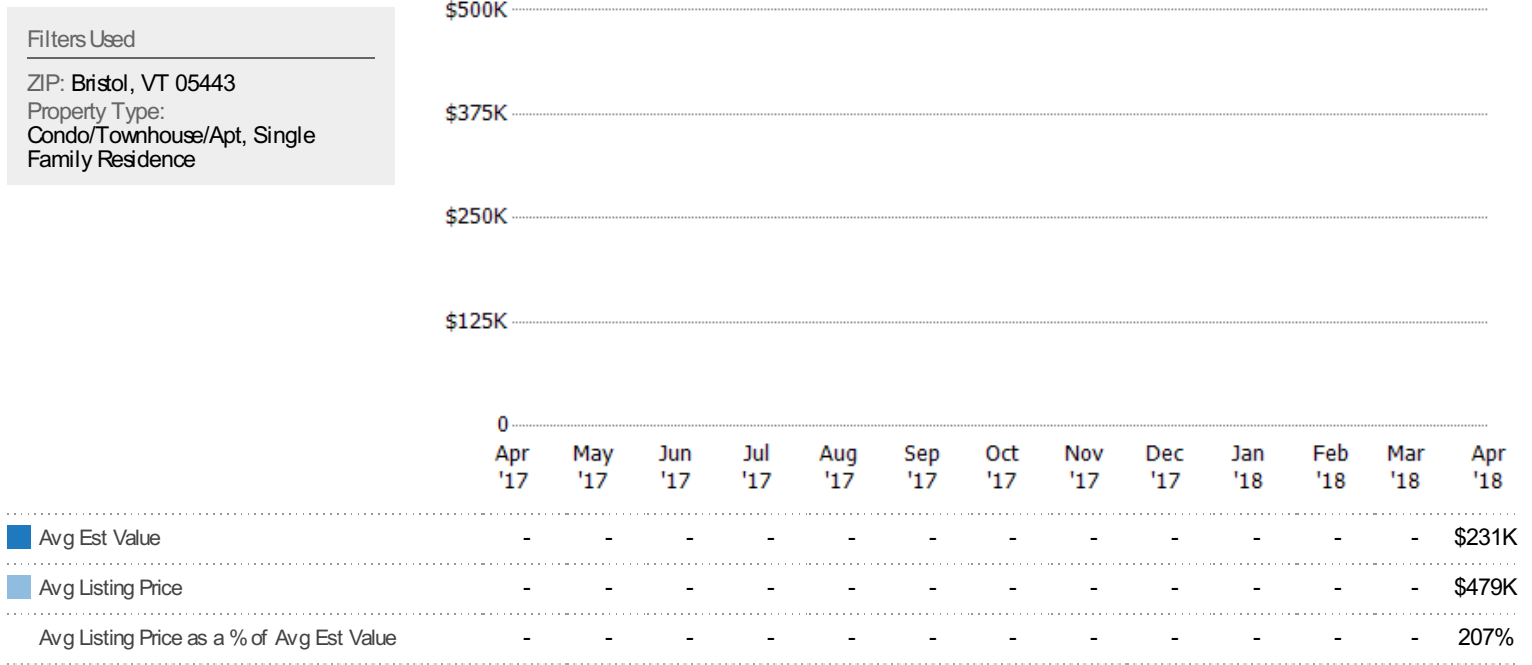 Filters Used
ZIP: Bristol, VT 05443
Property Type:
Condo/Townhouse/Apt, Single
Family Residence
$500K
$375K
$250K
$125K
0
Apr May Jun Jul Aug Sep Oct Nov Dec Jan Feb Mar Apr
'17 '17 '17 '17 '17 '17 '17 '17 '17 '18 '18 '18 '18
Avg Est Value - - - - - - - - - - - - $231K
Avg Listing Price - - - - - - - - - - - - $479K
Avg Listing Price as a % of Avg Est Value - - - - - - - - - - - - 207%